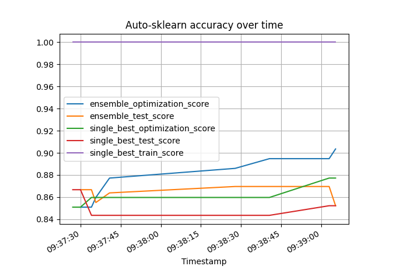 Auto-sklearn accuracy over time
1.00
0.98
0.96
0.94
0.92
0.90
0.88
0.86
0.84
ensemble_optimization_score
ensemble_test_score
single_best_optimization_score
single_best_test_score
single_best_train_score
09:37:30
09:37:45
09:38:00
09:38:15
09:38:30
09:38:45
09:39:00
Timestamp